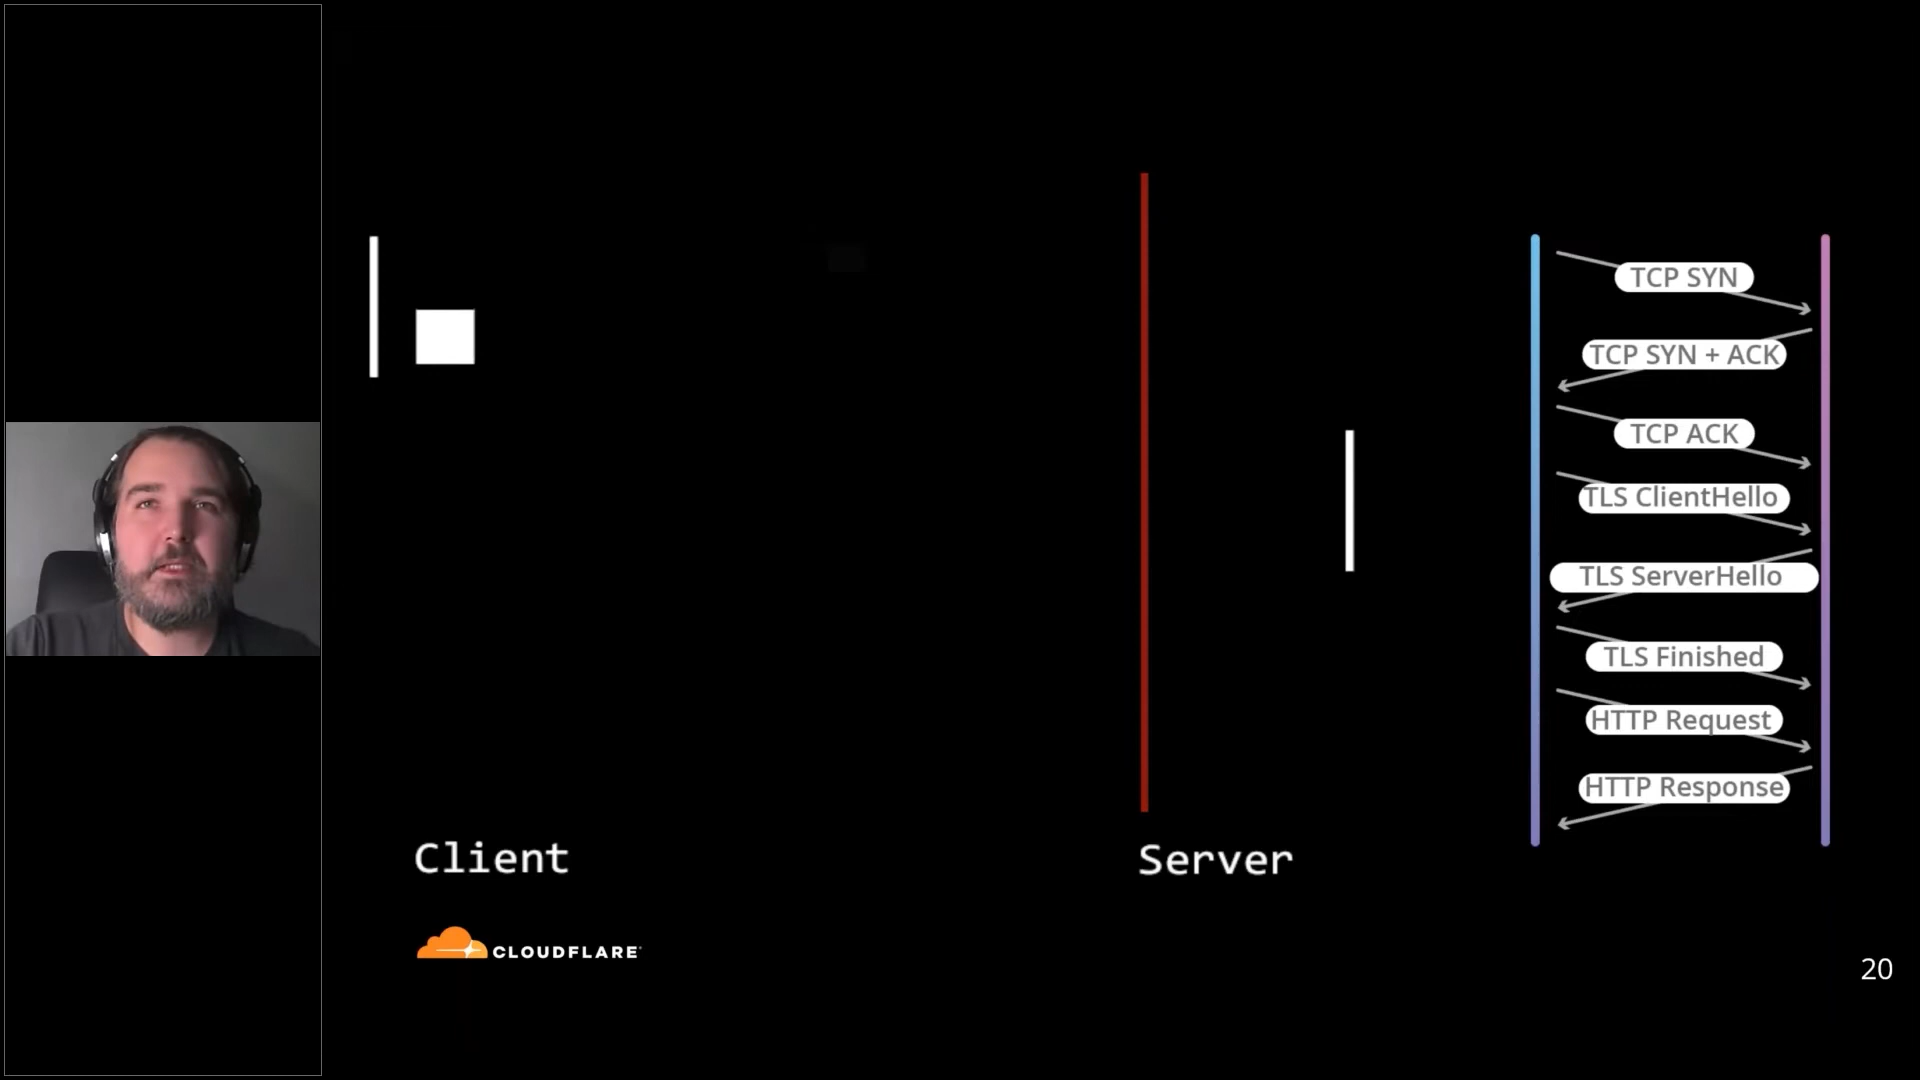 TCP SYN
TCP SYN + ACK
TCP ACK
TLS ClientHello
TLS ServerHello
TLS Finished
HTTP Request
HTTP Response
Client
Server
CLOUDFLARE
20